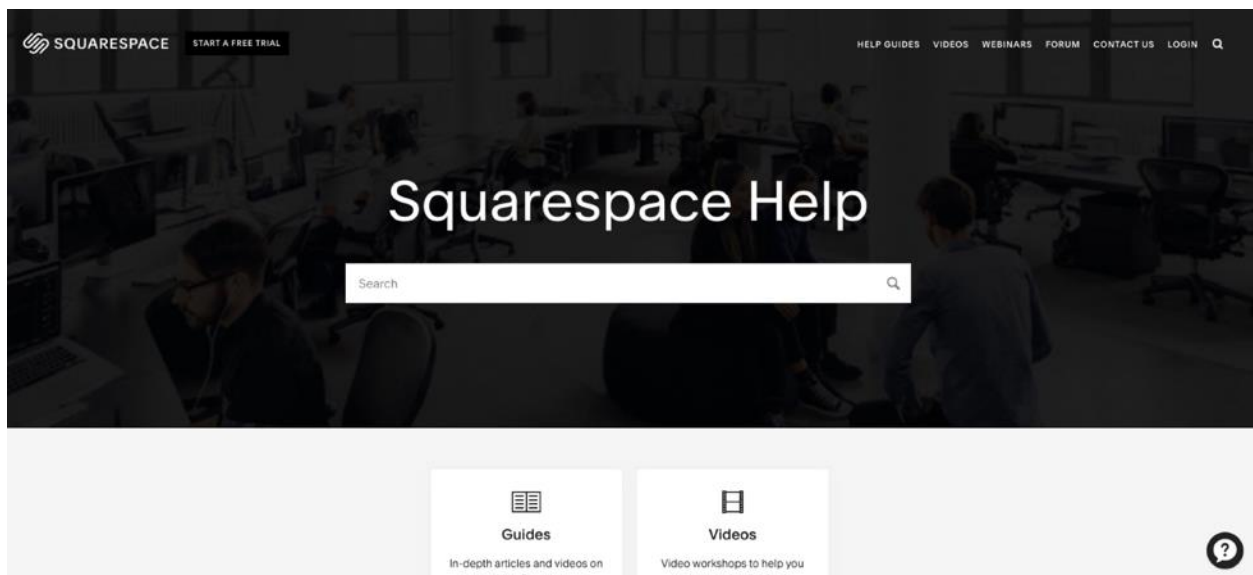 SQUARESPACE
START A FREE TRIAL
HELP GUIDES VIDEOS WEBINARS FORUM CONTACT US LOGIN
Squarespace Help
Search
Guides
In-depth articles and videos on
Videos
Video workshops to help you
?